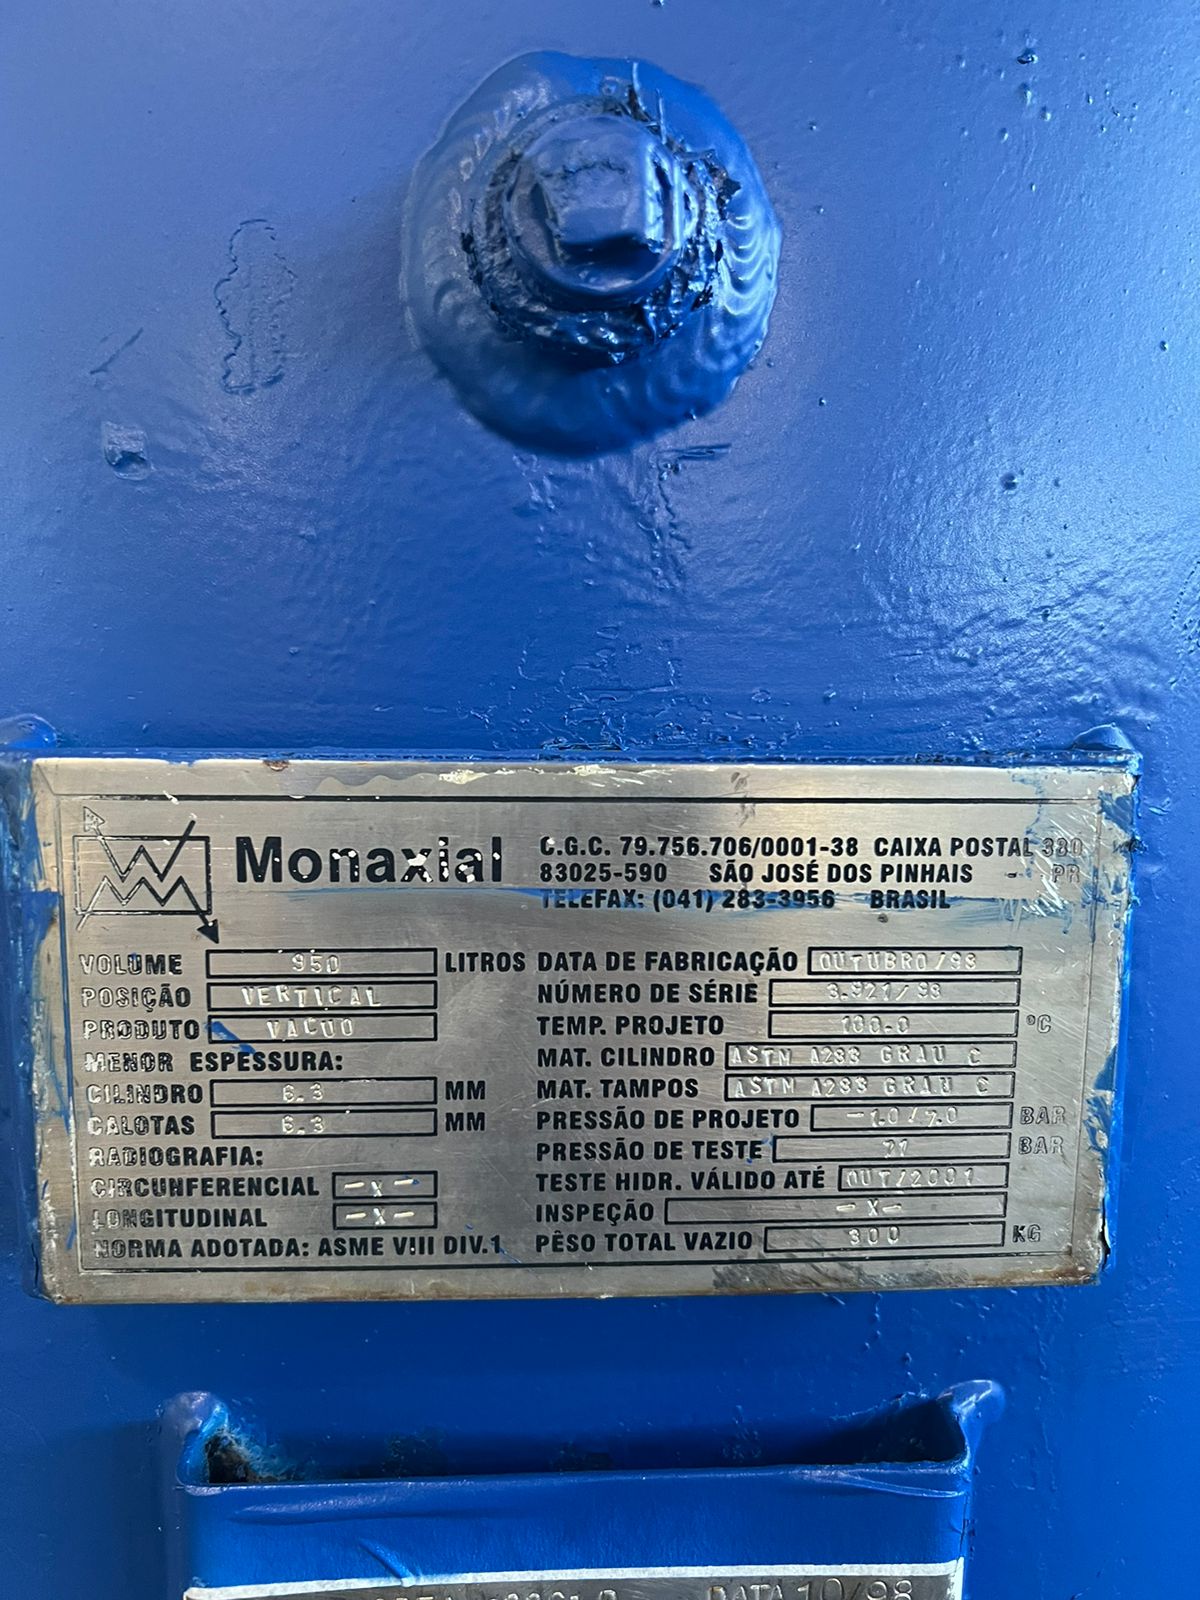 Monaxial
C.G.C. 79.756.706/0001-38 CAIXA POSTAL 380
83025-590 SÃO JOSÉ DOS PINHAIS - PR
TELEFAX: (041) 283-3956 BRASIL
VOLUME 950 LITROS
POSIÇÃO VERTICAL
PRODUTO VACUO
MENOR ESPESSURA:
CILINDRO 6.3 MM
CALOTAS 6.3 MM
RADIOGRAFIA:
CIRCUNFERENCIAL -X-
LONGITUDINAL -X-
NORMA ADOTADA: ASME VIII DIV.1
DATA DE FABRICAÇÃO OUTUBRO/98
NÚMERO DE SÉRIE
TEMP. PROJETO 100.0 °C
MAT. CILINDRO ASTM A283 GRAU C
MAT. TAMPOS ASTM A283 GRAU C
PRESSÃO DE PROJETO BAR
PRESSÃO DE TESTE BAR
TESTE HIDR. VÁLIDO ATÉ OUT/2001
INSPEÇÃO -X-
PÊSO TOTAL VAZIO 300 KG
DATA 10/98